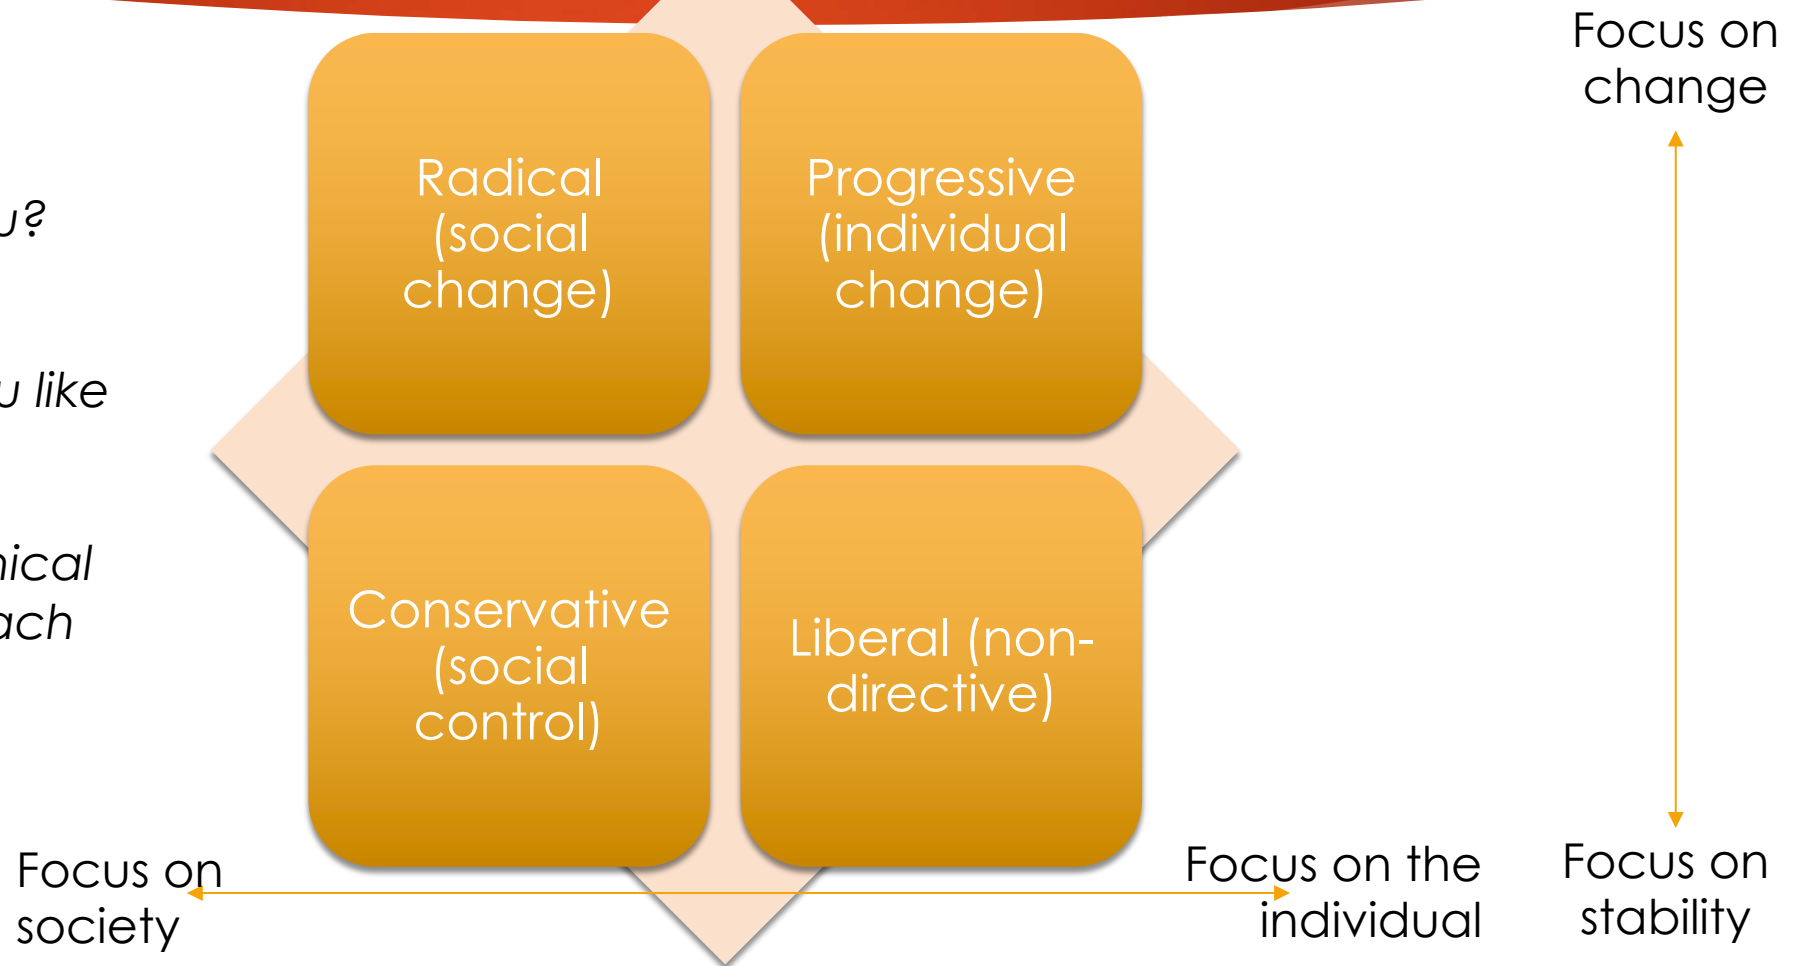 u?
u like
nical
ach
Radical
(social
change)
Progressive
(individual
change)
Conservative
(social
control)
Liberal (non-
directive)
Focus on
society
Focus on the
individual
Focus on
change
Focus on
stability